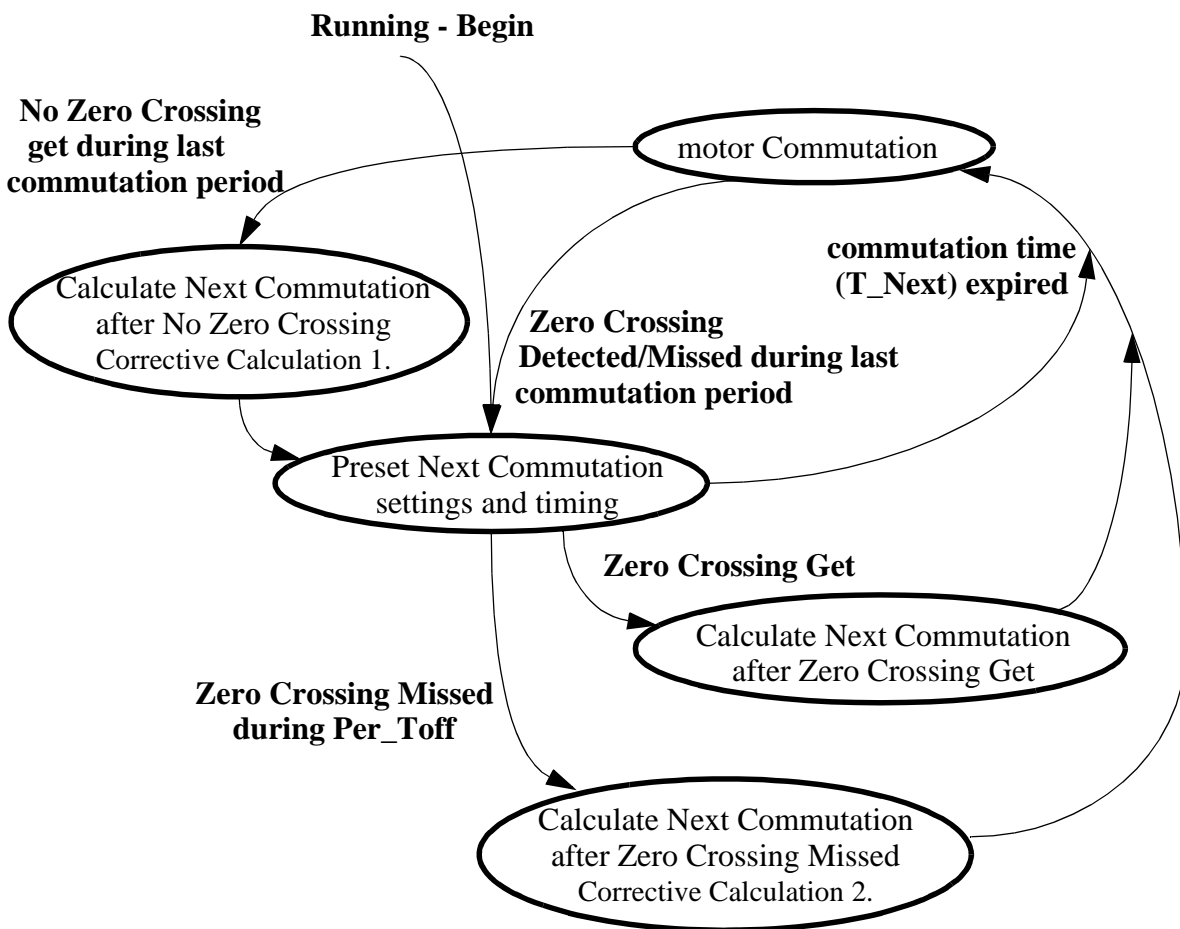 Running - Begin
No Zero Crossing
get during last
commutation period
motor Commutation
commutation time
(T_Next) expired
Calculate Next Commutation
after No Zero Crossing
Corrective Calculation 1.
Zero Crossing
Detected/Missed during last
commutation period
Preset Next Commutation
settings and timing
Zero Crossing Get
Calculate Next Commutation
after Zero Crossing Get
Zero Crossing Missed
during Per_Toff
Calculate Next Commutation
after Zero Crossing Missed
Corrective Calculation 2.